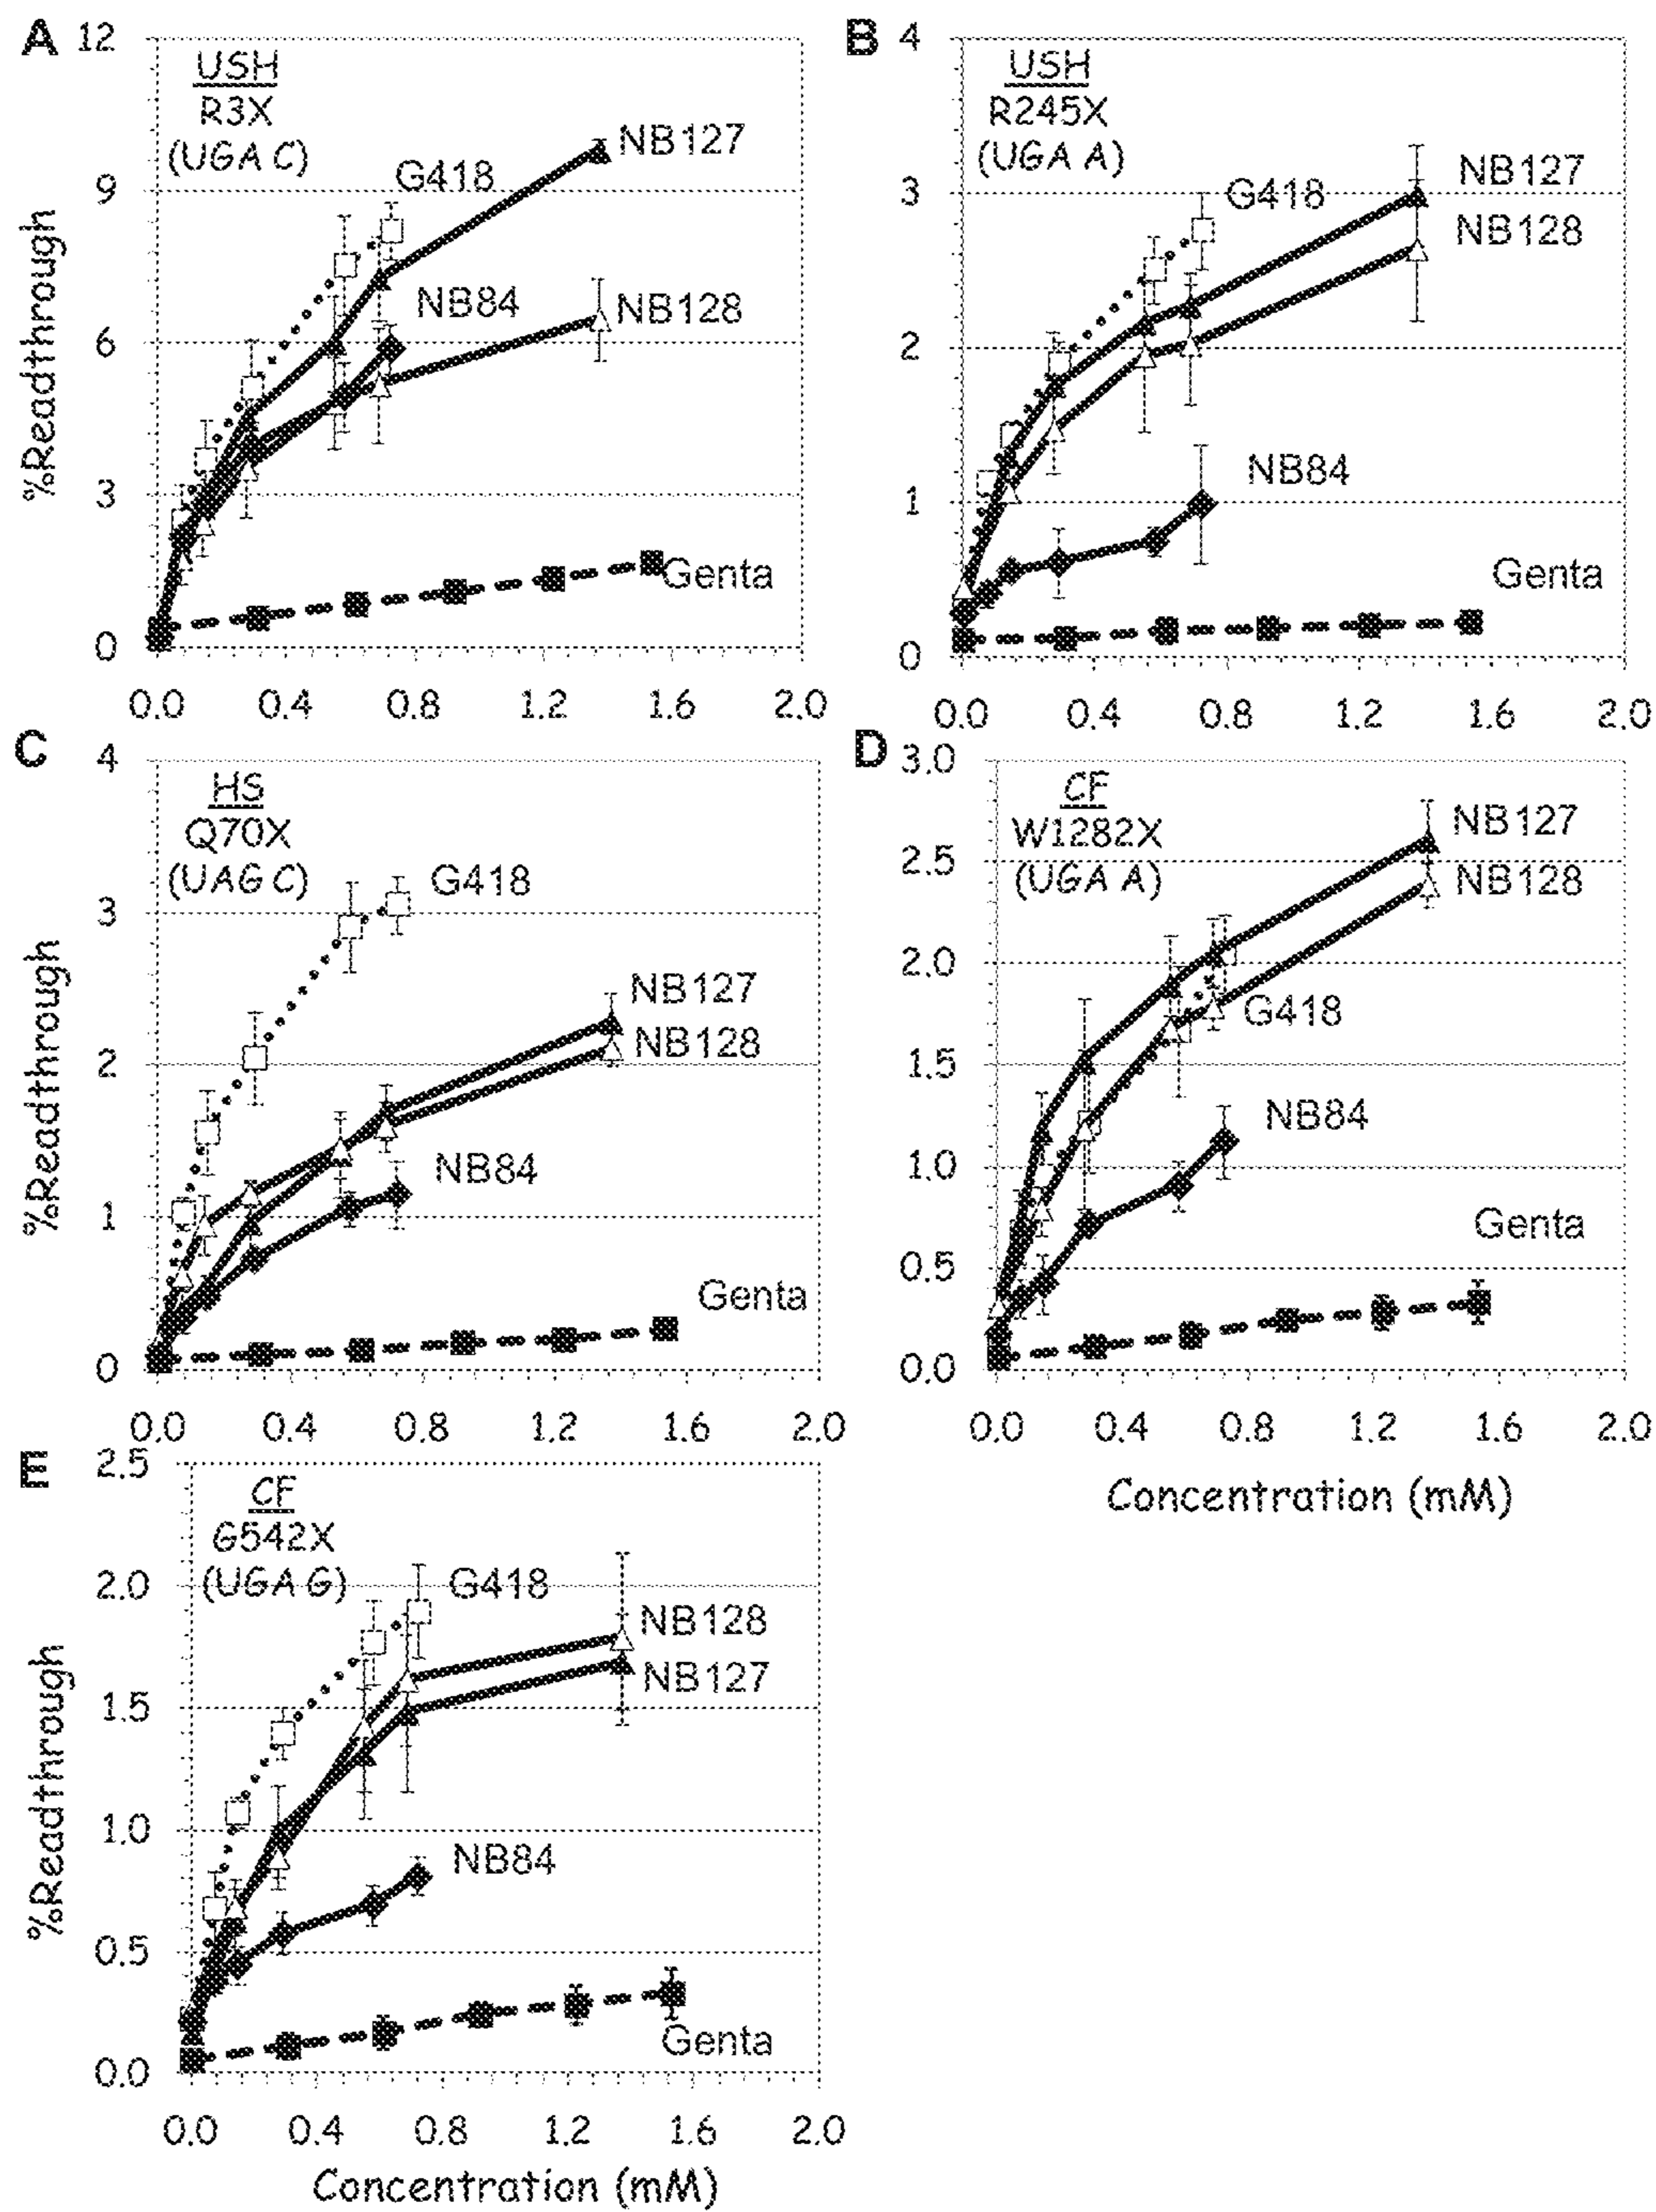 A
12
9
6
3
0
%Readthrough
USH
R3X
(UGA C)
G418
NB127
NB84
NB128
Genta
0.0 0.4 0.8 1.2 1.6 2.0
B
4
3
2
1
0
USH
R245X
(UGA A)
G418
NB127
NB128
NB84
Genta
0.0 0.4 0.8 1.2 1.6 2.0
C
4
3
2
1
0
%Readthrough
HS
Q70X
(UAG C)
G418
NB127
NB128
NB84
Genta
0.0 0.4 0.8 1.2 1.6 2.0
D
3.0
2.5
2.0
1.5
1.0
0.5
0.0
CF
W1282X
(UGA A)
NB127
NB128
G418
NB84
Genta
0.0 0.4 0.8 1.2 1.6 2.0
Concentration (mM)
E
2.5
2.0
1.5
1.0
0.5
0.0
%Readthrough
CF
G542X
(UGA G)
G418
NB128
NB127
NB84
Genta
0.0 0.4 0.8 1.2 1.6 2.0
Concentration (mM)